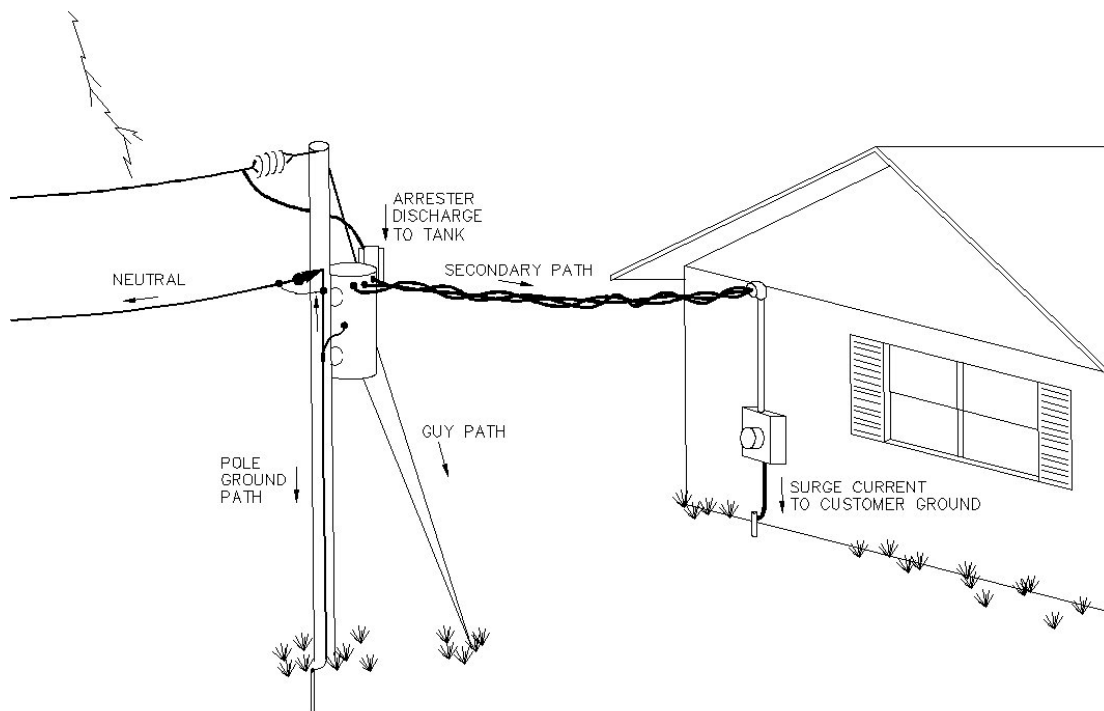 ARRESTER
DISCHARGE
TO TANK
NEUTRAL
SECONDARY PATH
GUY PATH
POLE
GROUND
PATH
SURGE CURRENT
TO CUSTOMER GROUND